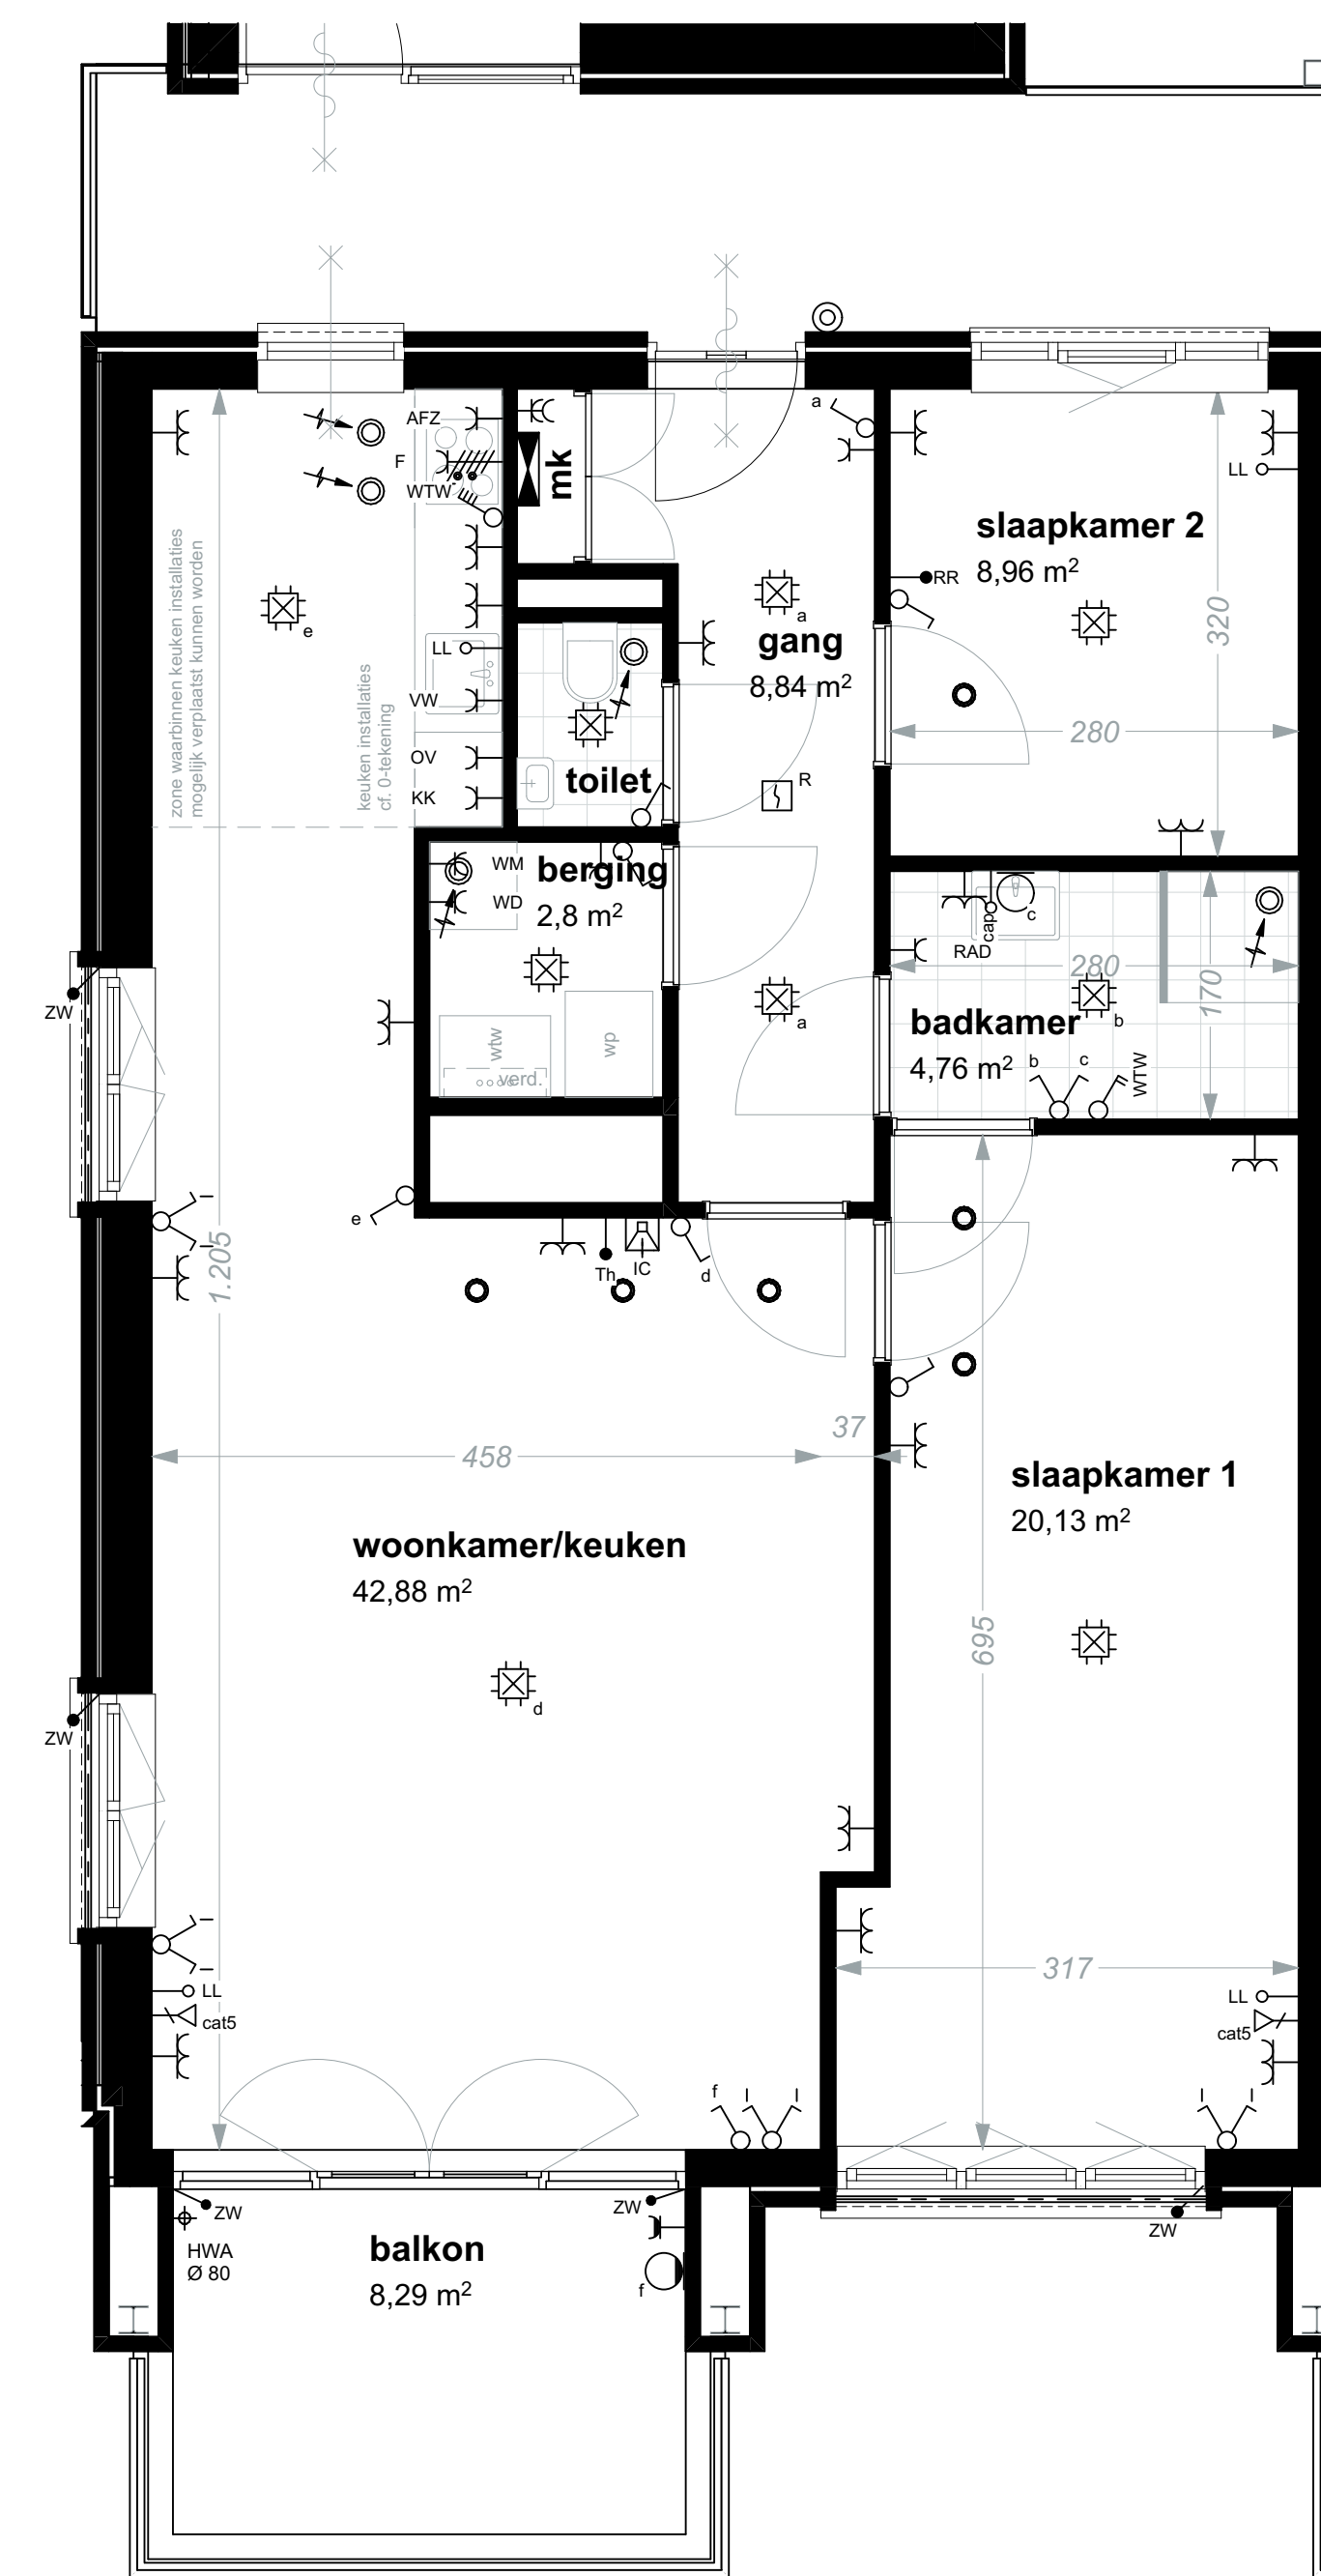 AFZ
F
WTW
mk
a
LL
slaapkamer 2
8,96 m²
RR
320
280
zone waarbinnen keuken installaties
mogelijk verplaatst kunnen worden
keuken installaties
cf. 0-tekening
e
LL
VW
OV
KK
toilet
a
gang
8,84 m²
R
WM
WD
berging
2,8 m²
wtw
verd.
wp
a
cap
c
RAD
280
170
badkamer
4,76 m²
b
b
c
WTW
ZW
e
1.205
Th
IC
d
458
37
slaapkamer 1
20,13 m²
woonkamer/keuken
42,88 m²
695
d
ZW
317
LL
cat5
LL
cat5
f
ZW
ZW
ZW
HWA
Ø 80
balkon
8,29 m²
f